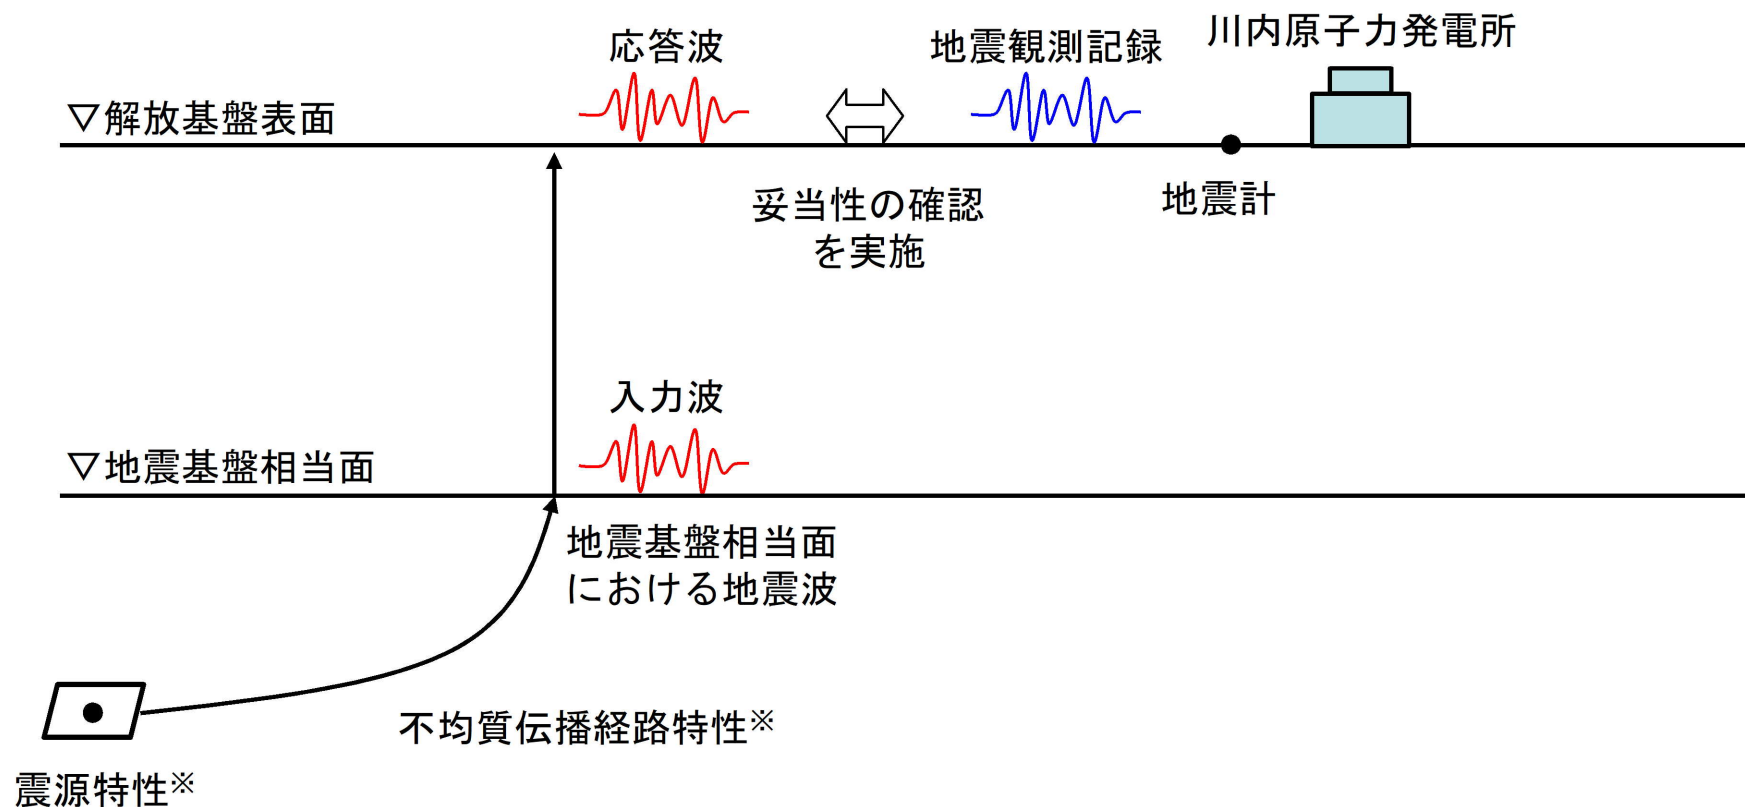 川内原子力発電所
応答波
地震観測記録
▽解放基盤表面
妥当性の確認
を実施
地震計
入力波
▽地震基盤相当面
地震基盤相当面
における地震波
不均質伝播経路特性※
震源特性※